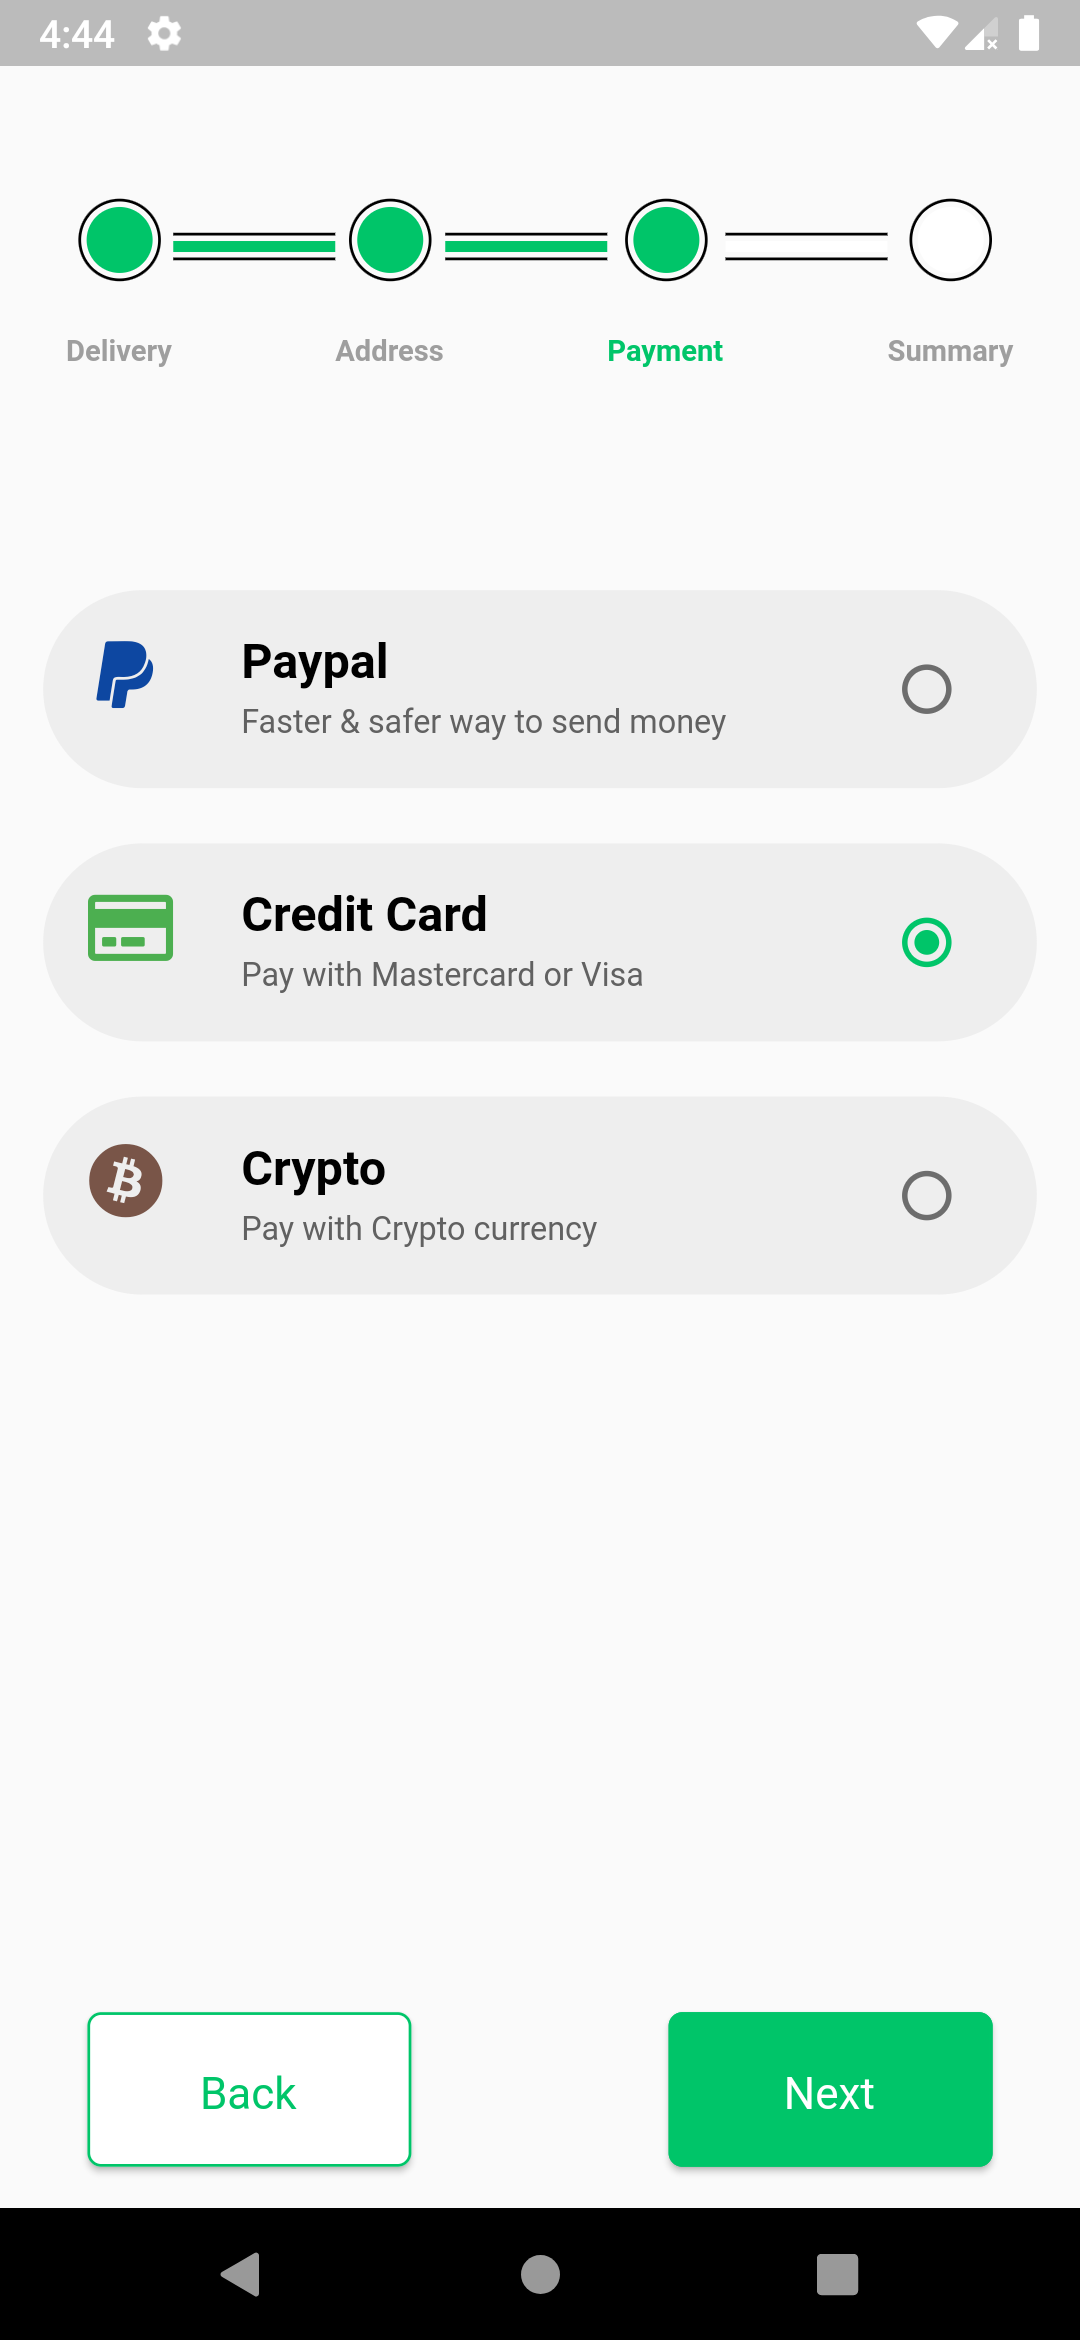 4:44
Delivery Address Payment Summary
Paypal
Faster & safer way to send money
Credit Card
Pay with Mastercard or Visa
Crypto
Pay with Crypto currency
Back Next